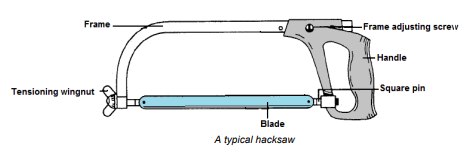 Frame
Frame adjusting screw
Handle
Tensioning wingnut
Square pin
Blade
A typical hacksaw